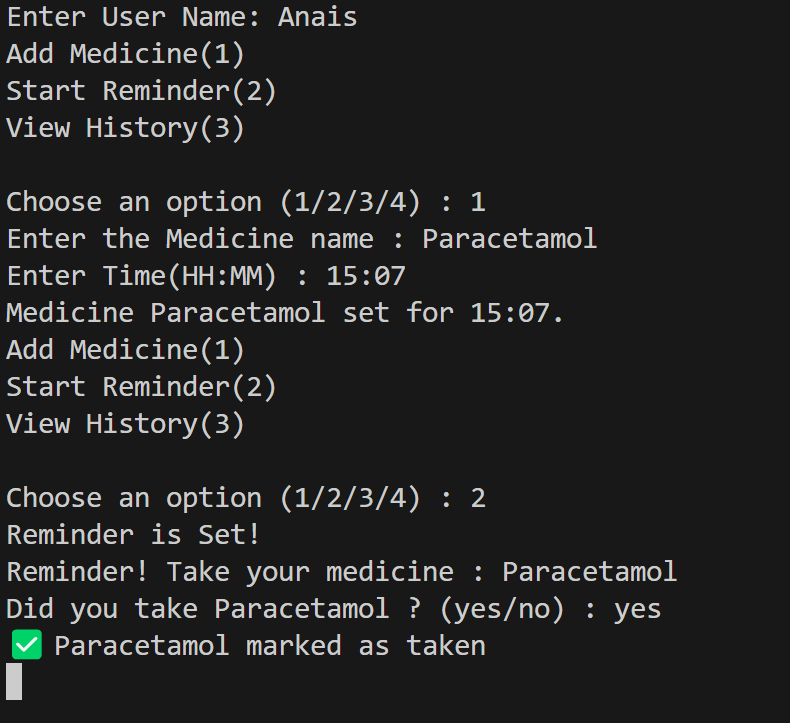 Enter User Name: Anais
Add Medicine(1)
Start Reminder(2)
View History(3)

Choose an option (1/2/3/4) : 1
Enter the Medicine name : Paracetamol
Enter Time(HH:MM) : 15:07
Medicine Paracetamol set for 15:07.
Add Medicine(1)
Start Reminder(2)
View History(3)

Choose an option (1/2/3/4) : 2
Reminder is Set!
Reminder! Take your medicine : Paracetamol
Did you take Paracetamol ? (yes/no) : yes
✅ Paracetamol marked as taken